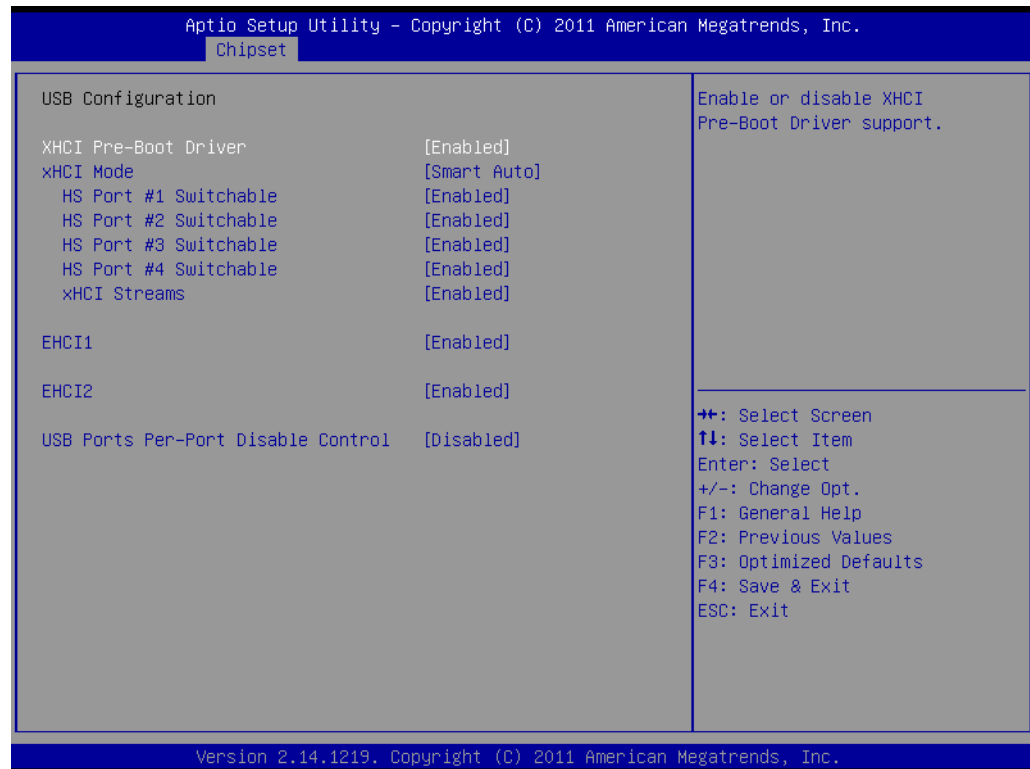 Aptio Setup Utility – Copyright (C) 2011 American Megatrends, Inc.
Chipset
USB Configuration
XHCI Pre-Boot Driver [Enabled]
xHCI Mode [Smart Auto]
HS Port #1 Switchable [Enabled]
HS Port #2 Switchable [Enabled]
HS Port #3 Switchable [Enabled]
HS Port #4 Switchable [Enabled]
xHCI Streams [Enabled]
EHCI1 [Enabled]
EHCI2 [Enabled]
USB Ports Per-Port Disable Control [Disabled]
Enable or disable XHCI
Pre-Boot Driver support.
→←: Select Screen
↑↓: Select Item
Enter: Select
+/-: Change Opt.
F1: General Help
F2: Previous Values
F3: Optimized Defaults
F4: Save & Exit
ESC: Exit
Version 2.14.1219. Copyright (C) 2011 American Megatrends, Inc.